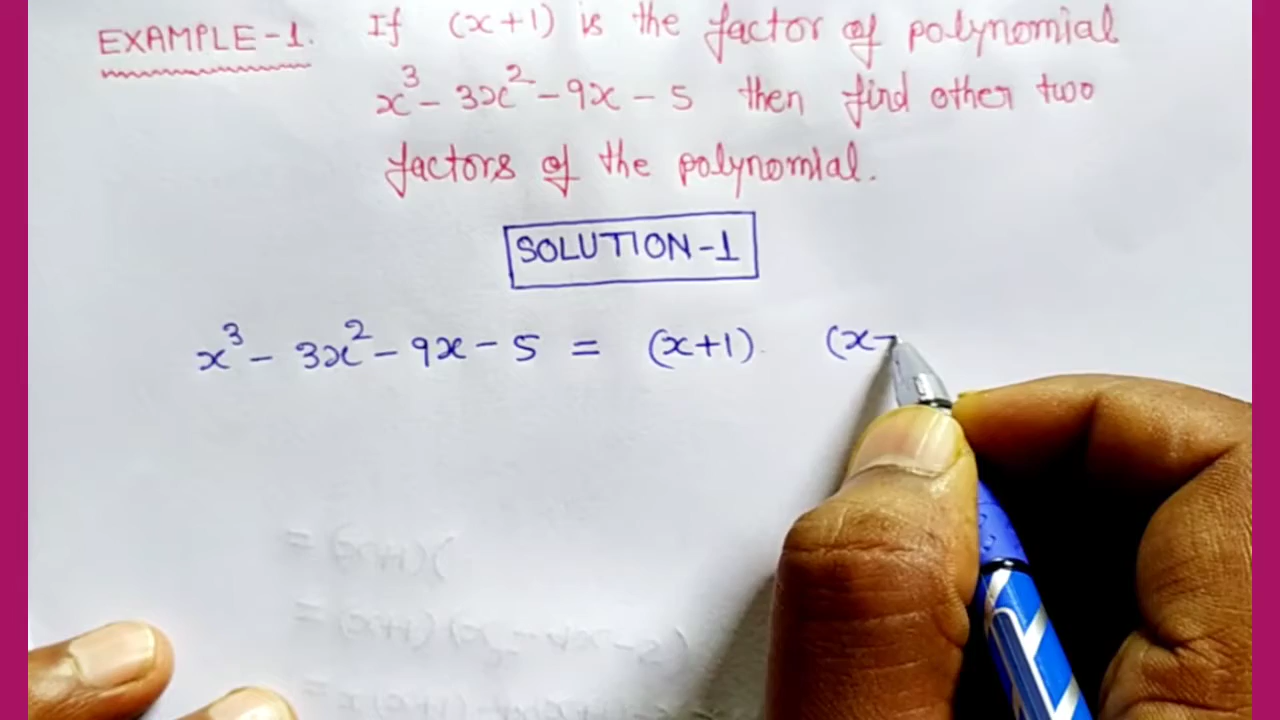 EXAMPLE-1. If (x+1) is the factor of polynomial
x³ - 3x² - 9x - 5 then find other two
factors of the polynomial.
SOLUTION-1
x³ - 3x² - 9x - 5 = (x+1) (x-